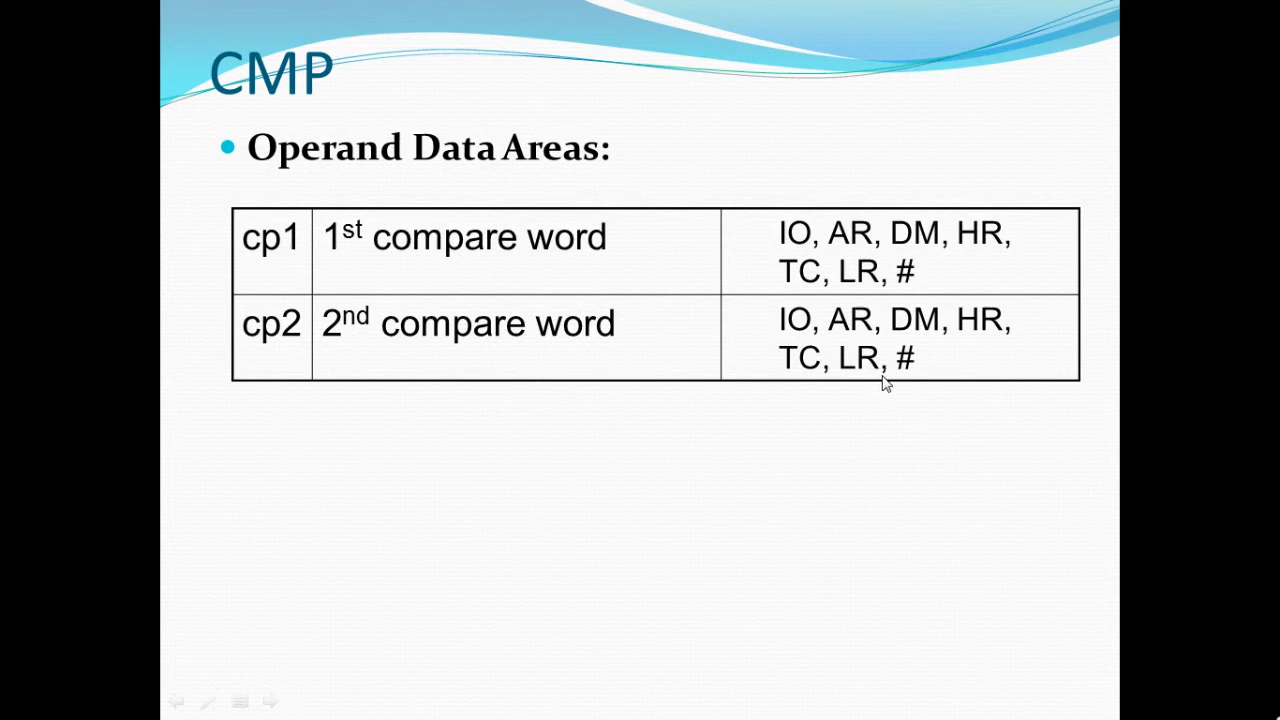 CMP
• Operand Data Areas:
cp1 1st compare word IO, AR, DM, HR,
TC, LR, #
cp2 2nd compare word IO, AR, DM, HR,
TC, LR, #